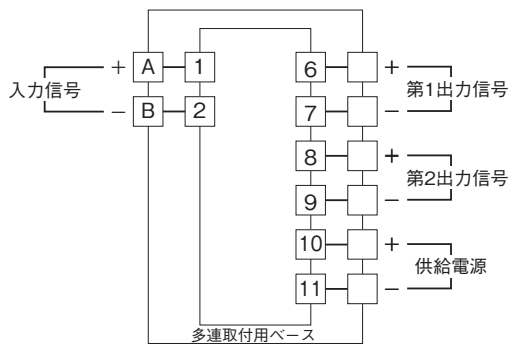 + A 1
入力信号
− B 2
6 +
第1出力信号
7 −
8 +
第2出力信号
9 −
10 +
供給電源
11 −
多連取付用ベース